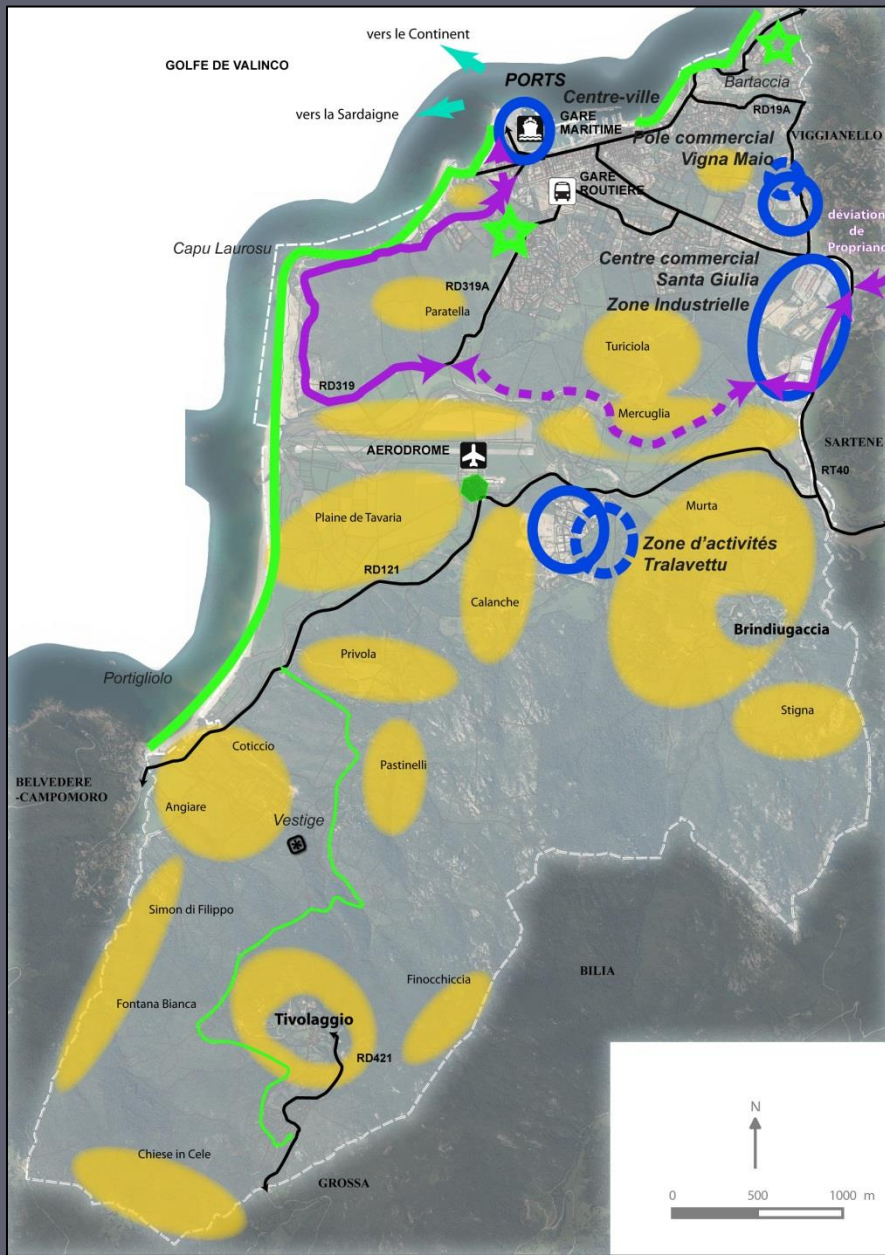 vers le Continent
GOLFE DE VALINCO
PORTS
Bartaccia
Centre-ville
vers la Sardaigne
GARE
MARITIME
RD19A
VIGGIANELLO
Pôle commercial
Vigna Maio
GARE
ROUTIERE
déviation
de
Propriano
Capu Laurosu
Centre commercial
Santa Giulia
Zone Industrielle
RD319A
Paratella
Turiciola
RD319
Mercuglia
AERODROME
SARTENE
RT40
Plaine de Tavaria
Murta
Zone d'activités
Tralavettu
RD121
Calanche
Brindiugaccia
Privola
Portigliolo
Stigna
Coticcio
Pastinelli
BELVEDERE
-CAMPOMORO
Angiare
Vestige
Simon di Filippo
Finocchiccia
BILIA
Fontana Bianca
Tivolaggio
RD421
Chiese in Cele
GROSSA
N
0 500 1000 m